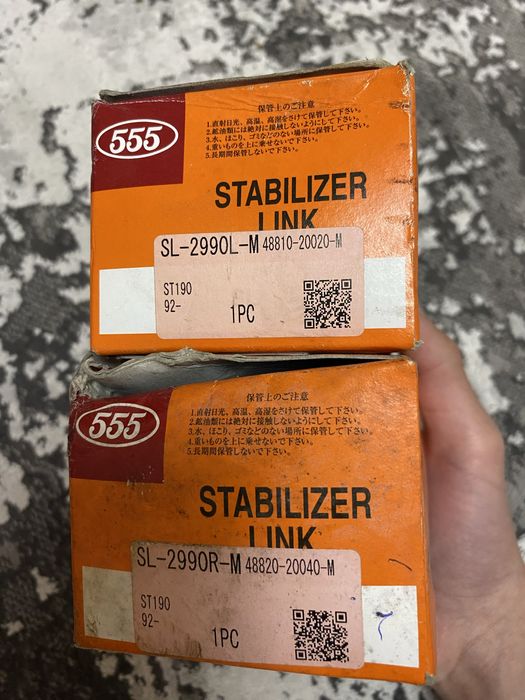 555
保管上のご注意
1.直射日光、高温、高湿をさけて保管して下さい。
2.鉱油類には絶対に接触しないようにして下さい。
3.水、ほこり、ゴミなどのない場所に保管して下さい。
4.重いものを上に乗せないで下さい。
5.長期間保管しないで下さい。
STABILIZER
LINK
SL-2990L-M 48810-20020-M
ST190
92-
1PC
555
保管上のご注意
1.直射日光、高温、高湿をさけて保管して下さい。
2.鉱油類には絶対に接触しないようにして下さい。
3.水、ほこり、ゴミなどのない場所に保管して下さい。
4.重いものを上に乗せないで下さい。
5.長期間保管しないで下さい。
STABILIZER
LINK
SL-2990R-M 48820-20040-M
ST190
92-
1PC